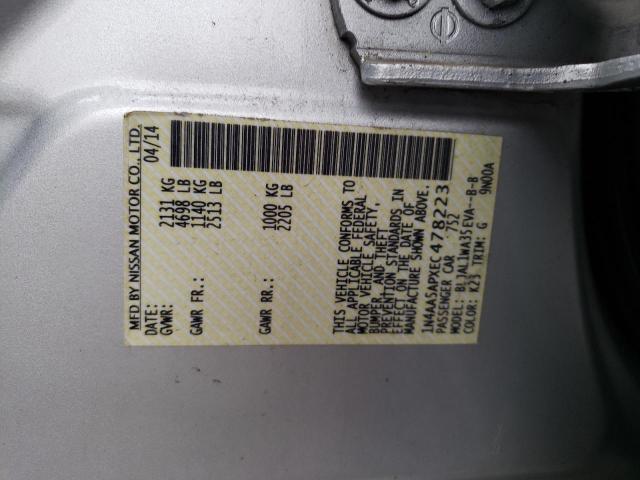 MFD BY NISSAN MOTOR CO., LTD.
DATE: 04/14
GVWR: 2131 KG
4698 LB
GAWR FR: 1140 KG
2513 LB
GAWR RR: 1000 KG
2205 LB
THIS VEHICLE CONFORMS TO
ALL APPLICABLE FEDERAL
MOTOR VEHICLE SAFETY,
BUMPER, AND THEFT
PREVENTION STANDARDS IN
EFFECT ON THE DATE OF
MANUFACTURE SHOWN ABOVE.
1N4AA5APXEC478223
PASSENGER CAR 752
MODEL: BLJALLWA35EVA--B-B
COLOR: K23 TRIM: G 9N00A